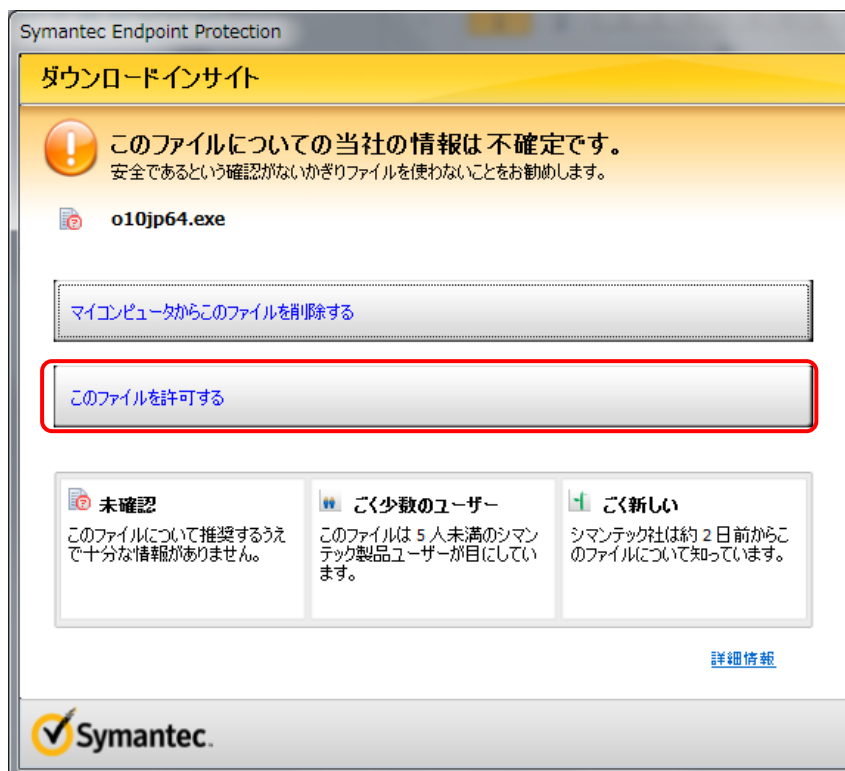 Symantec Endpoint Protection
ダウンロードインサイト
このファイルについての当社の情報は不確定です。
安全であるという確認がないかぎりファイルを使わないことをお勧めします。
o10jp64.exe
マイコンピュータからこのファイルを削除する
このファイルを許可する
未確認
このファイルについて推奨するうえ
で十分な情報がありません。
ごく少数のユーザー
このファイルは 5 人未満のシマン
テック製品ユーザーが目にしてい
ます。
ごく新しい
シマンテック社は約 2 日前からこ
のファイルについて知っています。
詳細情報
Symantec.